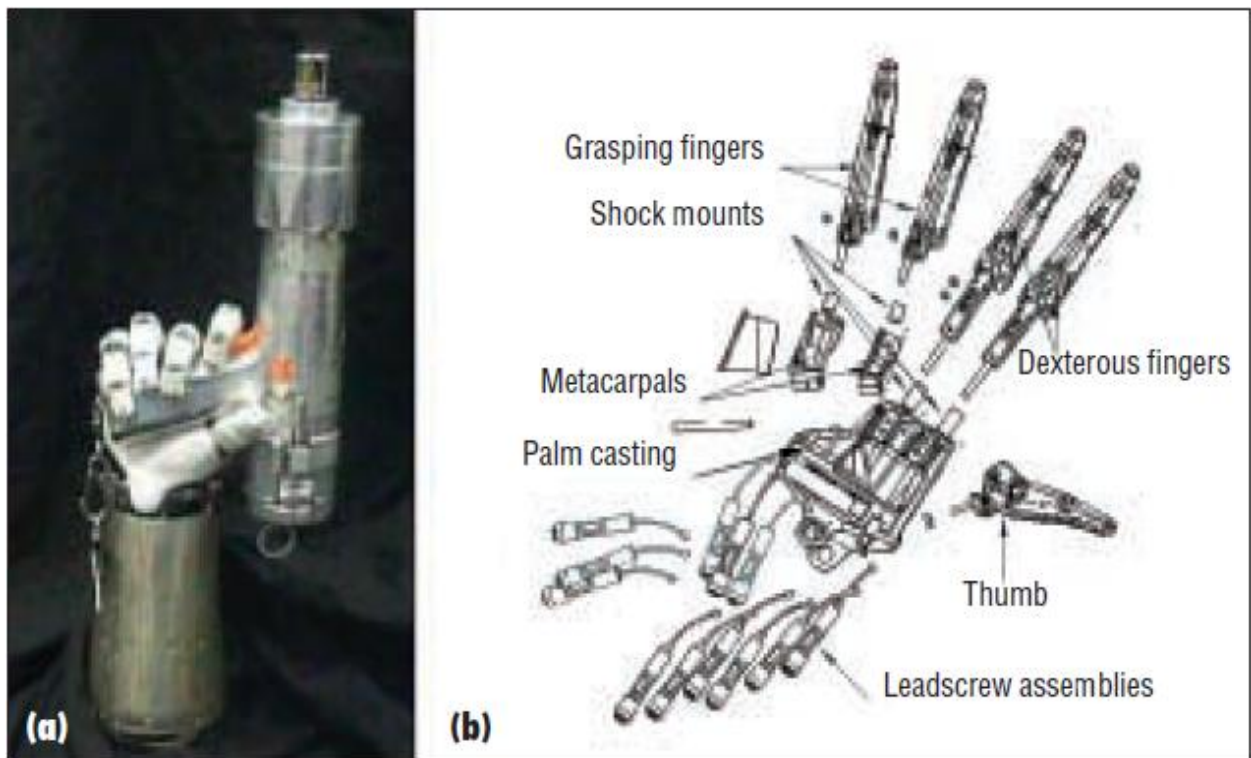 Grasping fingers
Shock mounts
Metacarpals
Palm casting
Dexterous fingers
Thumb
Leadscrew assemblies
(a)
(b)